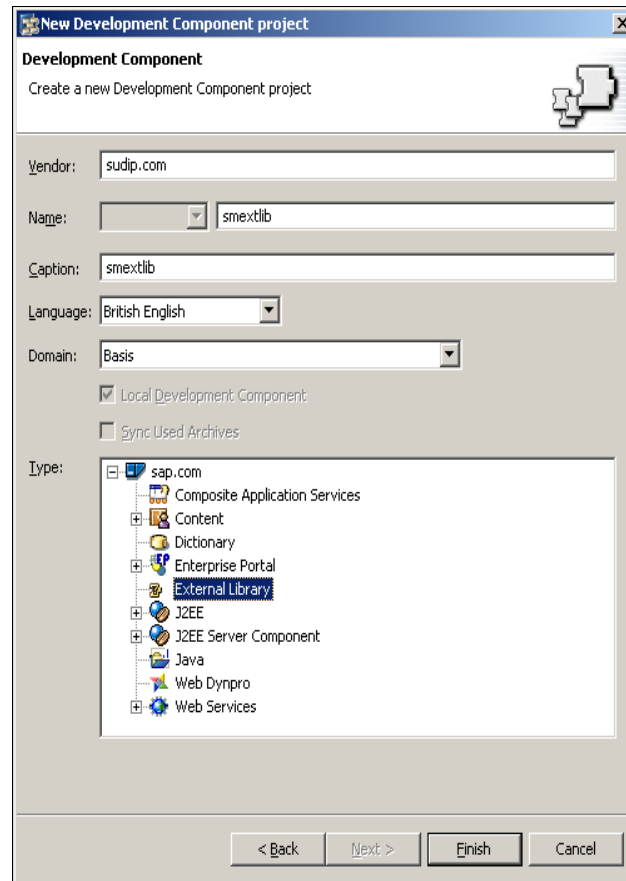 New Development Component project
Development Component
Create a new Development Component project
Vendor: sudip.com
Name: smextlib
Caption: smextlib
Language: British English
Domain: Basis
Local Development Component
Sync Used Archives
Type: sap.com
Composite Application Services
Content
Dictionary
Enterprise Portal
External Library
J2EE
J2EE Server Component
Java
Web Dynpro
Web Services
< Back Next > Finish Cancel